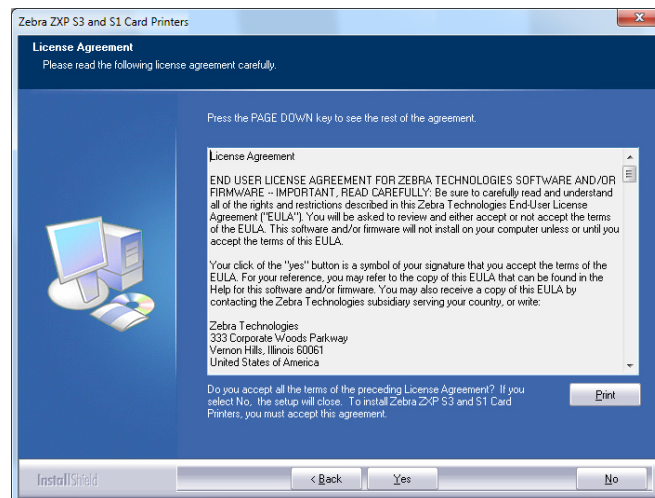 Zebra ZXP S3 and S1 Card Printers
License Agreement
Please read the following license agreement carefully.
Press the PAGE DOWN key to see the rest of the agreement.
License Agreement
END USER LICENSE AGREEMENT FOR ZEBRA TECHNOLOGIES SOFTWARE AND/OR
FIRMWARE -- IMPORTANT, READ CAREFULLY: Be sure to carefully read and understand
all of the rights and restrictions described in this Zebra Technologies End-User License
Agreement ("EULA"). You will be asked to review and either accept or not accept the terms
of the EULA. This software and/or firmware will not install on your computer unless or until you
accept the terms of this EULA.
Your click of the "yes" button is a symbol of your signature that you accept the terms of the
EULA. For your reference, you may refer to the copy of this EULA that can be found in the
Help for this software and/or firmware. You may also receive a copy of this EULA by
contacting the Zebra Technologies subsidiary serving your country, or write:
Zebra Technologies
333 Corporate Woods Parkway
Vernon Hills, Illinois 60061
United States of America
Do you accept all the terms of the preceding License Agreement? If you
select No, the setup will close. To install Zebra ZXP S3 and S1 Card
Printers, you must accept this agreement.
Print
InstallShield
< Back
Yes
No